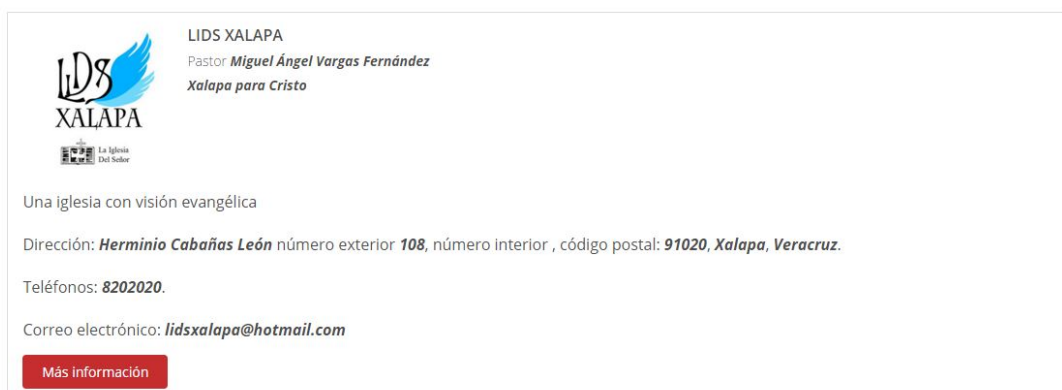 LIDS
XALAPA
La Iglesia
Del Señor
LIDS XALAPA
Pastor Miguel Ángel Vargas Fernández
Xalapa para Cristo
Una iglesia con visión evangélica
Dirección: Herminio Cabañas León número exterior 108, número interior , código postal: 91020, Xalapa, Veracruz.
Teléfonos: 8202020.
Correo electrónico: lidsxalapa@hotmail.com
Más información